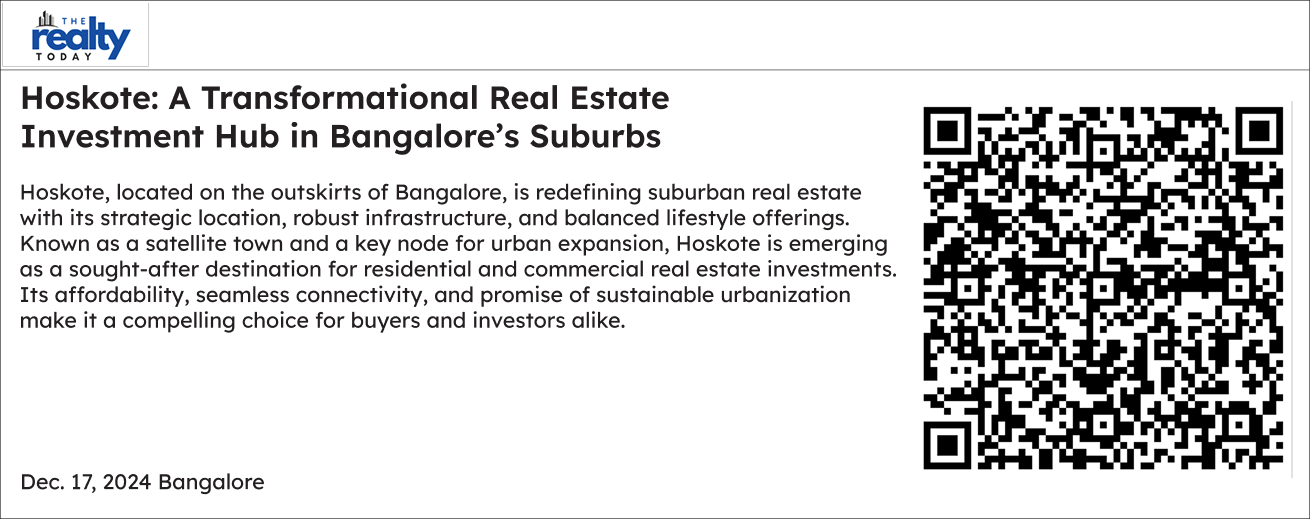 THE
realty
TODAY
Hoskote: A Transformational Real Estate
Investment Hub in Bangalore’s Suburbs
Hoskote, located on the outskirts of Bangalore, is redefining suburban real estate
with its strategic location, robust infrastructure, and balanced lifestyle offerings.
Known as a satellite town and a key node for urban expansion, Hoskote is emerging
as a sought-after destination for residential and commercial real estate investments.
Its affordability, seamless connectivity, and promise of sustainable urbanization
make it a compelling choice for buyers and investors alike.
Dec. 17, 2024 Bangalore